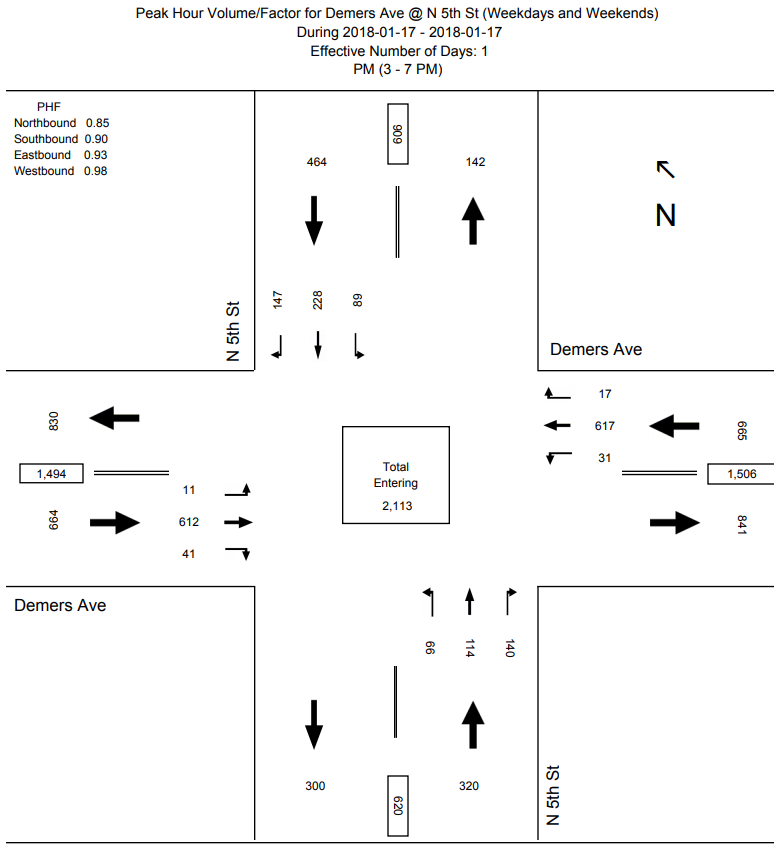 Peak Hour Volume/Factor for Demers Ave @ N 5th St (Weekdays and Weekends)
During 2018-01-17 - 2018-01-17
Effective Number of Days: 1
PM (3 - 7 PM)
PHF
Northbound 0.85
Southbound 0.90
Eastbound 0.93
Westbound 0.98
606
464
142
N
147
228
89
N 5th St
Demers Ave
830
17
617
31
665
1,494
1,506
Total
Entering
2,113
11
612
41
664
841
Demers Ave
66
114
140
300
320
620
N 5th St